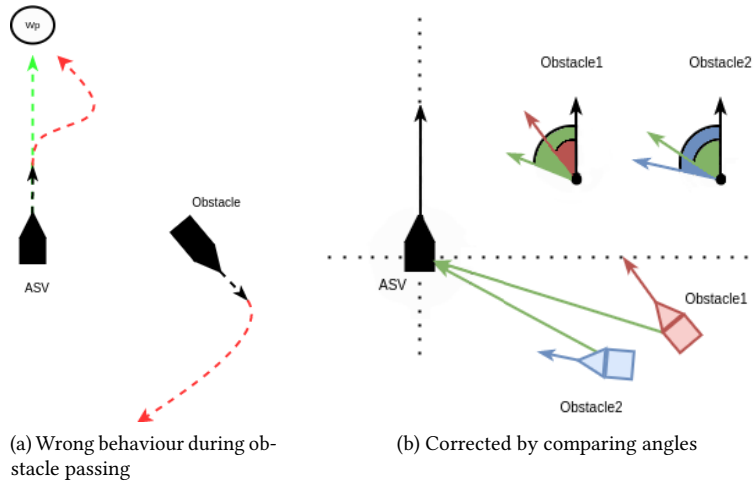 Wp
Obstacle
ASV
Obstacle1
Obstacle2
ASV
Obstacle1
Obstacle2
(a) Wrong behaviour during ob-
stacle passing
(b) Corrected by comparing angles